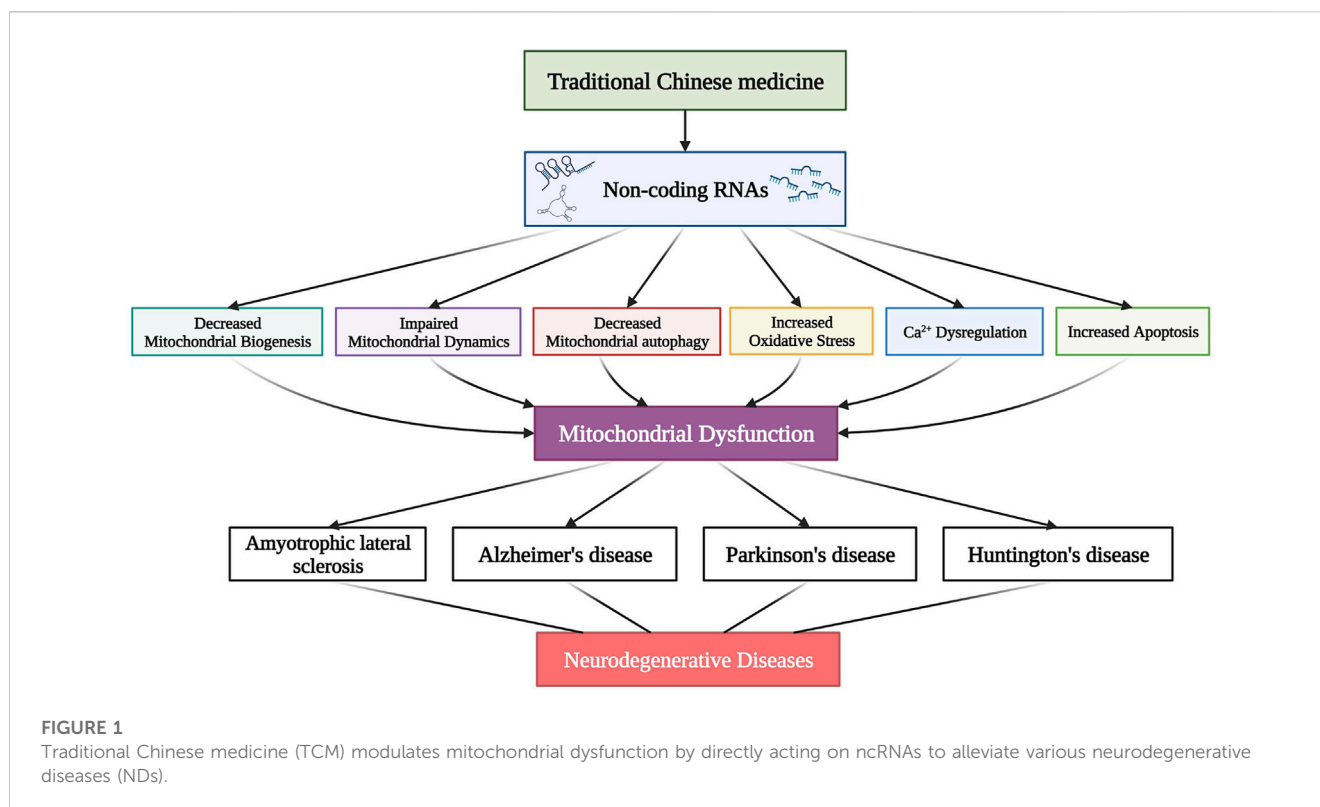 Traditional Chinese medicine
Non-coding RNAs
Decreased
Mitochondrial Biogenesis
Impaired
Mitochondrial Dynamics
Decreased
Mitochondrial autophagy
Increased
Oxidative Stress
Ca²⁺ Dysregulation
Increased Apoptosis
Mitochondrial Dysfunction
Amyotrophic lateral
sclerosis
Alzheimer's disease
Parkinson's disease
Huntington's disease
Neurodegenerative Diseases
FIGURE 1
Traditional Chinese medicine (TCM) modulates mitochondrial dysfunction by directly acting on ncRNAs to alleviate various neurodegenerative
diseases (NDs).